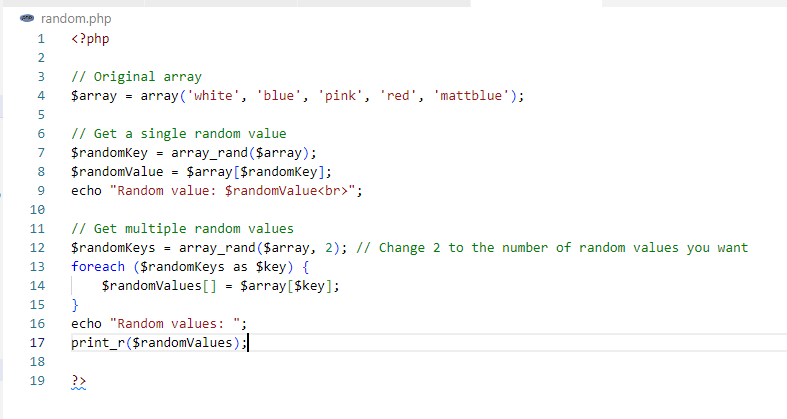 random.php
1 <?php
2
3 // Original array
4 $array = array('white', 'blue', 'pink', 'red', 'mattblue');
5
6 // Get a single random value
7 $randomKey = array_rand($array);
8 $randomValue = $array[$randomKey];
9 echo "Random value: $randomValue<br>";
10
11 // Get multiple random values
12 $randomKeys = array_rand($array, 2); // Change 2 to the number of random values you want
13 foreach ($randomKeys as $key) {
14     $randomValues[] = $array[$key];
15 }
16 echo "Random values: ";
17 print_r($randomValues);
18
19 ?>